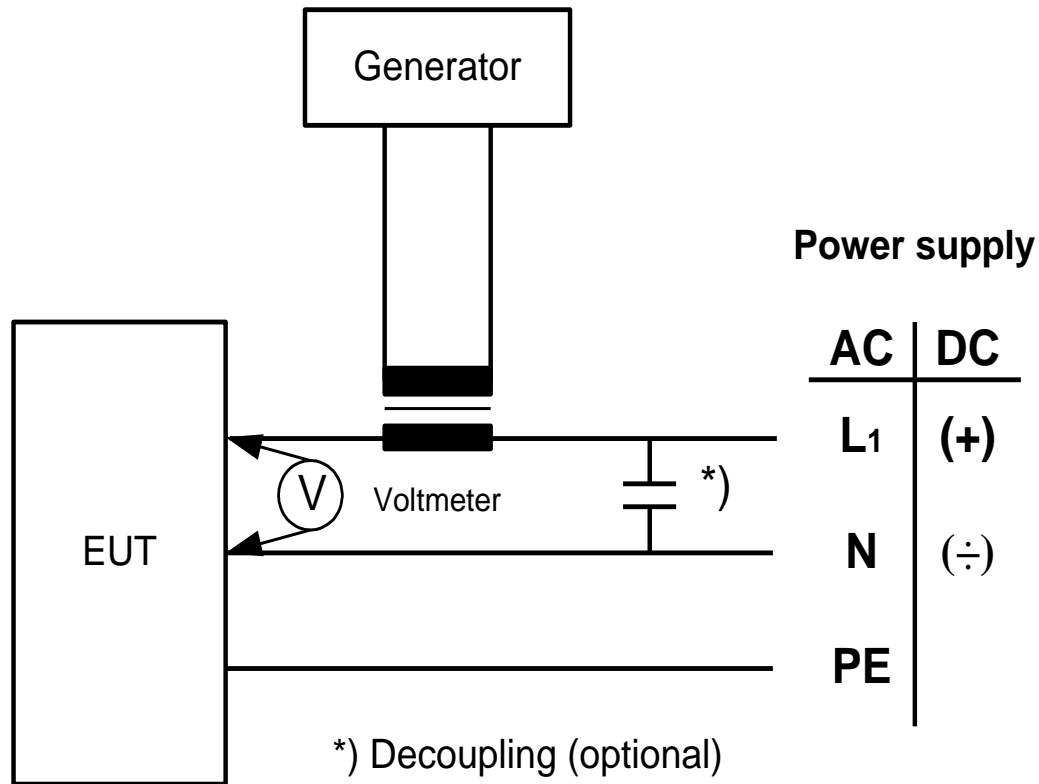 Generator
Power supply
AC DC
L1 (+)
*)
V Voltmeter
EUT
N (÷)
PE
*) Decoupling (optional)